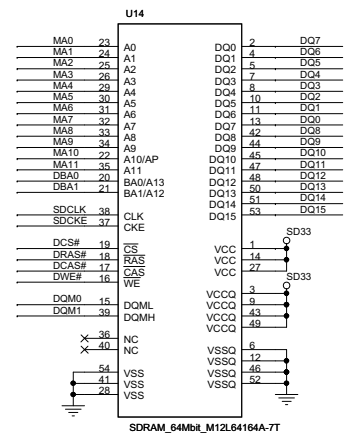 U14
MA0 23 A0 DQ0 2 DQ7
MA1 24 A1 DQ1 4 DQ6
MA2 25 A2 DQ2 5 DQ5
MA3 26 A3 DQ3 7 DQ4
MA4 29 A4 DQ4 8 DQ3
MA5 30 A5 DQ5 10 DQ2
MA6 31 A6 DQ6 11 DQ1
MA7 32 A7 DQ7 13 DQ0
MA8 33 A8 DQ8 42 DQ8
MA9 34 A9 DQ9 44 DQ9
MA10 22 A10/AP DQ10 45 DQ10
MA11 35 A11 DQ11 47 DQ11
DBA0 20 BA0/A13 DQ12 48 DQ12
DBA1 21 BA1/A12 DQ13 50 DQ13
DQ14 51 DQ14
SDCLK 38 CLK DQ15 53 DQ15
SDCKE 37 CKE
SD33
DCS# 19 CS VCC 1
DRAS# 18 RAS VCC 14
DCAS# 17 CAS VCC 27
DWE# 16 WE
SD33
VCCQ 3
DQM0 15 DQML VCCQ 9
DQM1 39 DQMH VCCQ 43
VCCQ 49
36 NC
40 NC VSSQ 6
VSSQ 12
54 VSS VSSQ 46
41 VSS VSSQ 52
28 VSS
SDRAM_64Mbit_M12L64164A-7T